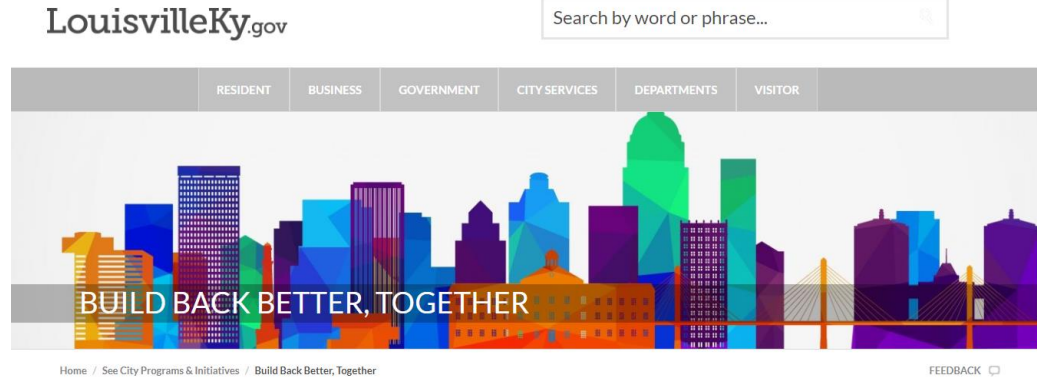 LouisvilleKy.gov
Search by word or phrase...
RESIDENT BUSINESS GOVERNMENT CITY SERVICES DEPARTMENTS VISITOR
BUILD BACK BETTER, TOGETHER
Home / See City Programs & Initiatives / Build Back Better, Together FEEDBACK